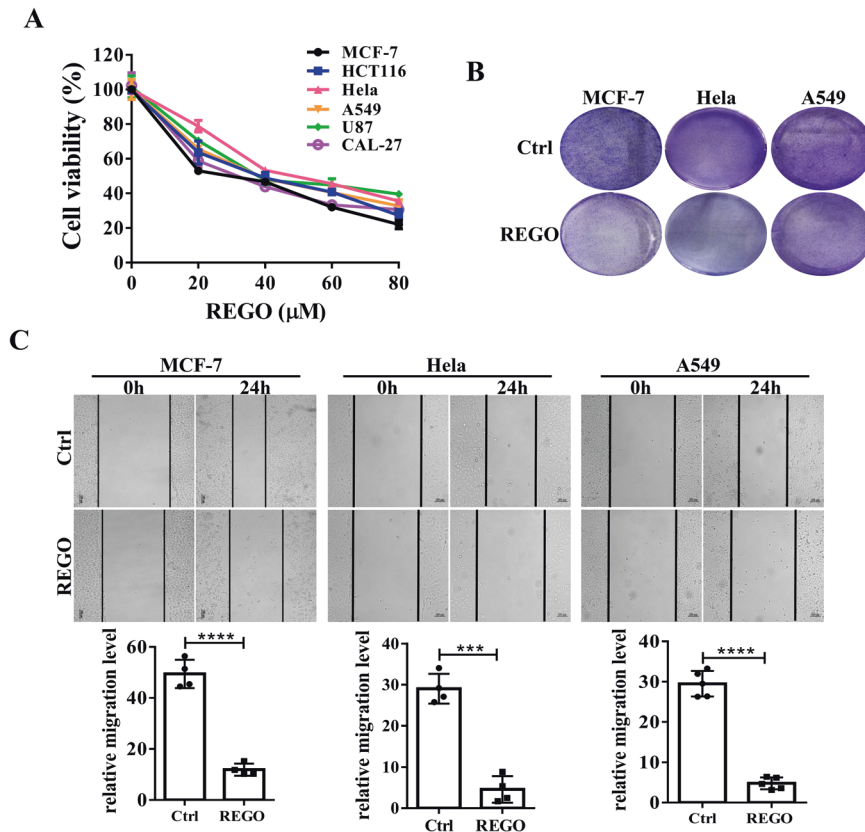 A
Cell viability (%)
120
100
80
60
40
20
0
0 20 40 60 80
REGO (μM)
MCF-7
HCT116
Hela
A549
U87
CAL-27
B
MCF-7 Hela A549
Ctrl
REGO
C
MCF-7 Hela A549
0h 24h 0h 24h 0h 24h
Ctrl
REGO
relative migration level
60
40
20
0
****
Ctrl REGO
relative migration level
40
30
20
10
0
***
Ctrl REGO
relative migration level
40
30
20
10
0
****
Ctrl REGO